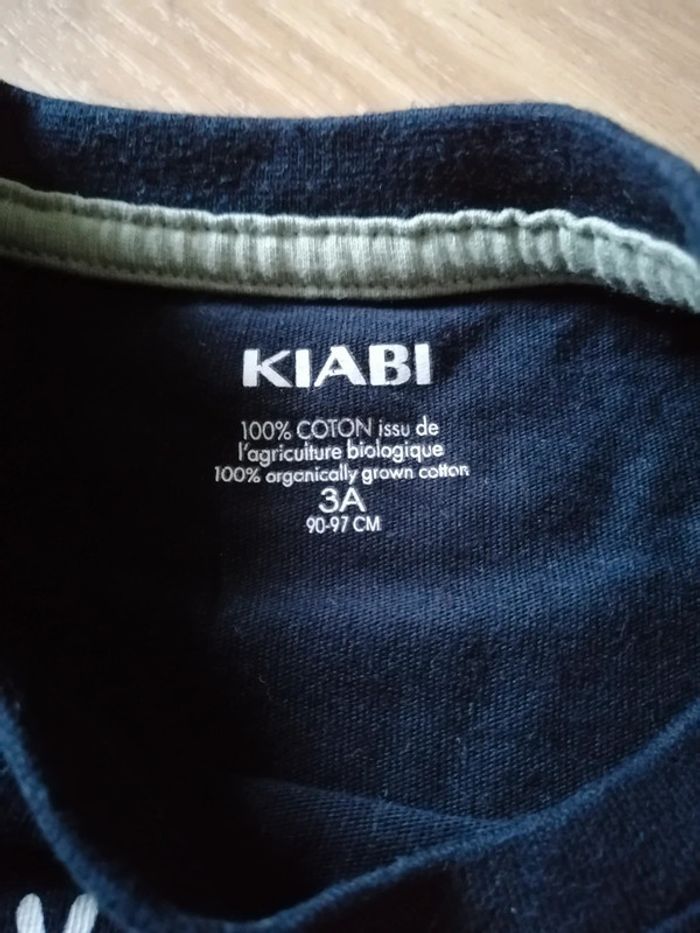 KIABI
100% COTON issu de
l'agriculture biologique
100% organically grown cotton
3A
90-97 CM